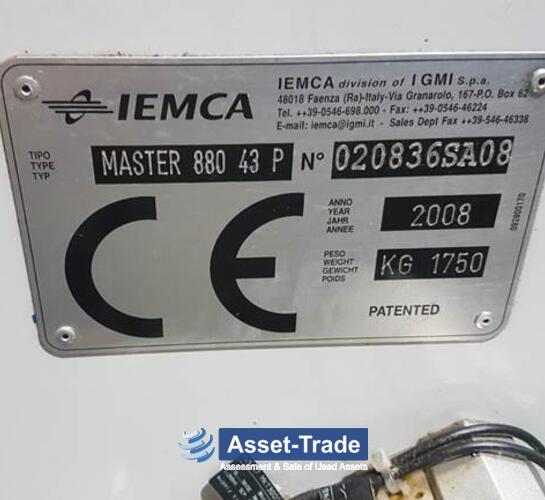 IEMCA
IEMCA division of IGMI s.p.a.
48018 Faenza (Ra)-Italy-Via Granarolo, 167-P.O. Box 62
Tel. ++39-0546-698.000 - Fax: ++39-0546-46224
E-mail: iemca@igmi.it - Sales Dept Fax ++39-546-46338
TIPO
TYPE
TYP
MASTER 880 43 P N° 020836SA08
CE
ANNO
YEAR
JAHR
ANNEE
2008
PESO
WEIGHT
GEWICHT
POIDS
KG 1750
092800170
PATENTED
Asset-Trade
Assessment & Sale of Used Assets